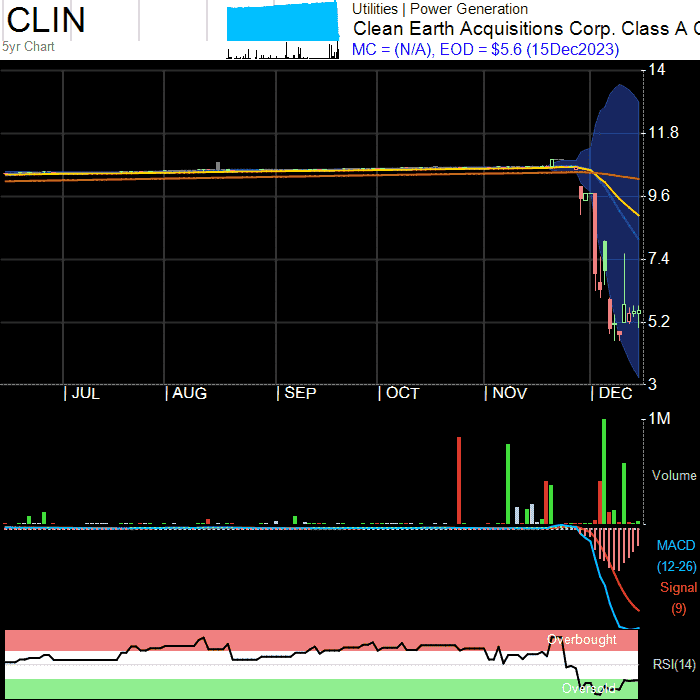 CLIN
5yr Chart
Utilities | Power Generation
Clean Earth Acquisitions Corp. Class A C
MC = (N/A), EOD = $5.6 (15Dec2023)
14
11.8
9.6
7.4
5.2
3
| JUL | AUG | SEP | OCT | NOV | DEC
1M
Volume
MACD
(12-26)
Signal
(9)
Overbought
RSI(14)
Oversold